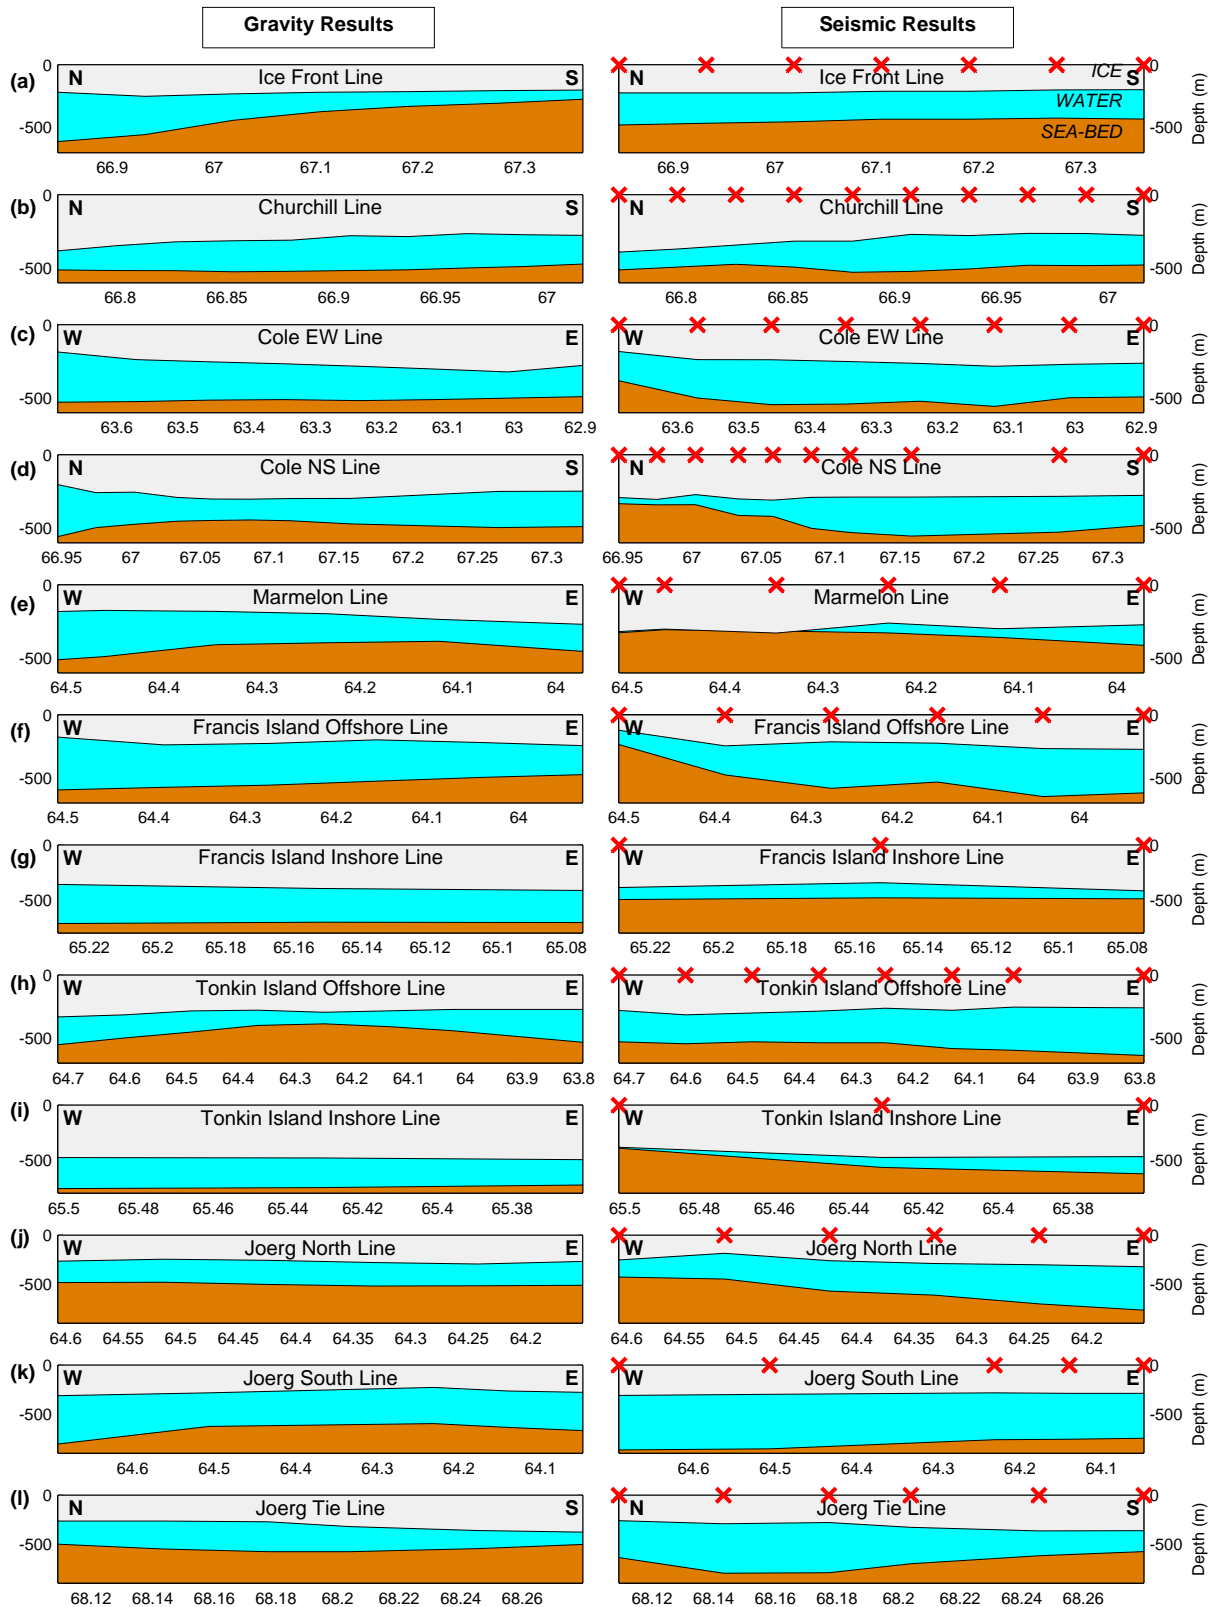 Gravity Results Seismic Results
(a) 0 N Ice Front Line S Ice Front Line ICE S 0
WATER
-500 SEA-BED -500 Depth (m)
66.9 67 67.1 67.2 67.3 66.9 67 67.1 67.2 67.3
(b) 0 N Churchill Line S N Churchill Line S 0
-500 -500 Depth (m)
66.8 66.85 66.9 66.95 67 66.8 66.85 66.9 66.95 67
(c) 0 W Cole EW Line E W Cole EW Line E 0
-500 -500 Depth (m)
63.6 63.5 63.4 63.3 63.2 63.1 63 62.9 63.6 63.5 63.4 63.3 63.2 63.1 63 62.9
(d) 0 N Cole NS Line S N Cole NS Line S 0
-500 -500 Depth (m)
66.95 67 67.05 67.1 67.15 67.2 67.25 67.3 66.95 67 67.05 67.1 67.15 67.2 67.25 67.3
(e) 0 W Marmelon Line E W Marmelon Line E 0
-500 -500 Depth (m)
64.5 64.4 64.3 64.2 64.1 64 64.5 64.4 64.3 64.2 64.1 64
(f) 0 W Francis Island Offshore Line E W Francis Island Offshore Line E 0
-500 -500 Depth (m)
64.5 64.4 64.3 64.2 64.1 64 64.5 64.4 64.3 64.2 64.1 64
(g) 0 W Francis Island Inshore Line E W Francis Island Inshore Line E 0
-500 -500 Depth (m)
65.22 65.2 65.18 65.16 65.14 65.12 65.1 65.08 65.22 65.2 65.18 65.16 65.14 65.12 65.1 65.08
(h) 0 W Tonkin Island Offshore Line E W Tonkin Island Offshore Line E 0
-500 -500 Depth (m)
64.7 64.6 64.5 64.4 64.3 64.2 64.1 64 63.9 63.8 64.7 64.6 64.5 64.4 64.3 64.2 64.1 64 63.9 63.8
(i) 0 W Tonkin Island Inshore Line E W Tonkin Island Inshore Line E 0
-500 -500 Depth (m)
65.5 65.48 65.46 65.44 65.42 65.4 65.38 65.5 65.48 65.46 65.44 65.42 65.4 65.38
(j) 0 W Joerg North Line E W Joerg North Line E 0
-500 -500 Depth (m)
64.6 64.55 64.5 64.45 64.4 64.35 64.3 64.25 64.2 64.6 64.55 64.5 64.45 64.4 64.35 64.3 64.25 64.2
(k) 0 W Joerg South Line E W Joerg South Line E 0
-500 -500 Depth (m)
64.6 64.5 64.4 64.3 64.2 64.1 64.6 64.5 64.4 64.3 64.2 64.1
(l) 0 N Joerg Tie Line S N Joerg Tie Line S 0
-500 -500 Depth (m)
68.12 68.14 68.16 68.18 68.2 68.22 68.24 68.26 68.12 68.14 68.16 68.18 68.2 68.22 68.24 68.26